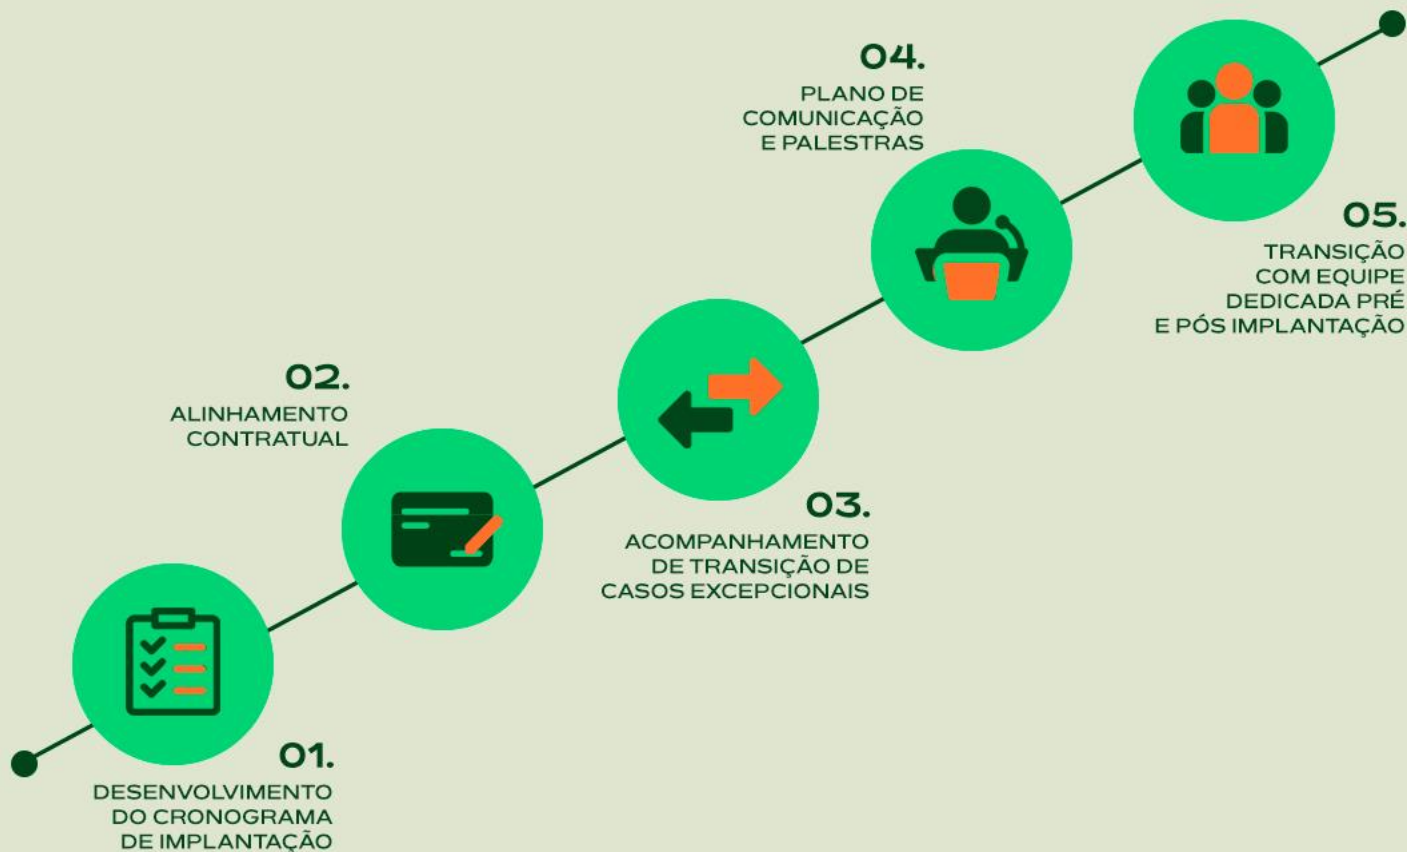 01.
DESENVOLVIMENTO
DO CRONOGRAMA
DE IMPLANTAÇÃO
02.
ALINHAMENTO
CONTRATUAL
03.
ACOMPANHAMENTO
DE TRANSIÇÃO DE
CASOS EXCEPCIONAIS
04.
PLANO DE
COMUNICAÇÃO
E PALESTRAS
05.
TRANSIÇÃO
COM EQUIPE
DEDICADA PRÉ
E PÓS IMPLANTAÇÃO